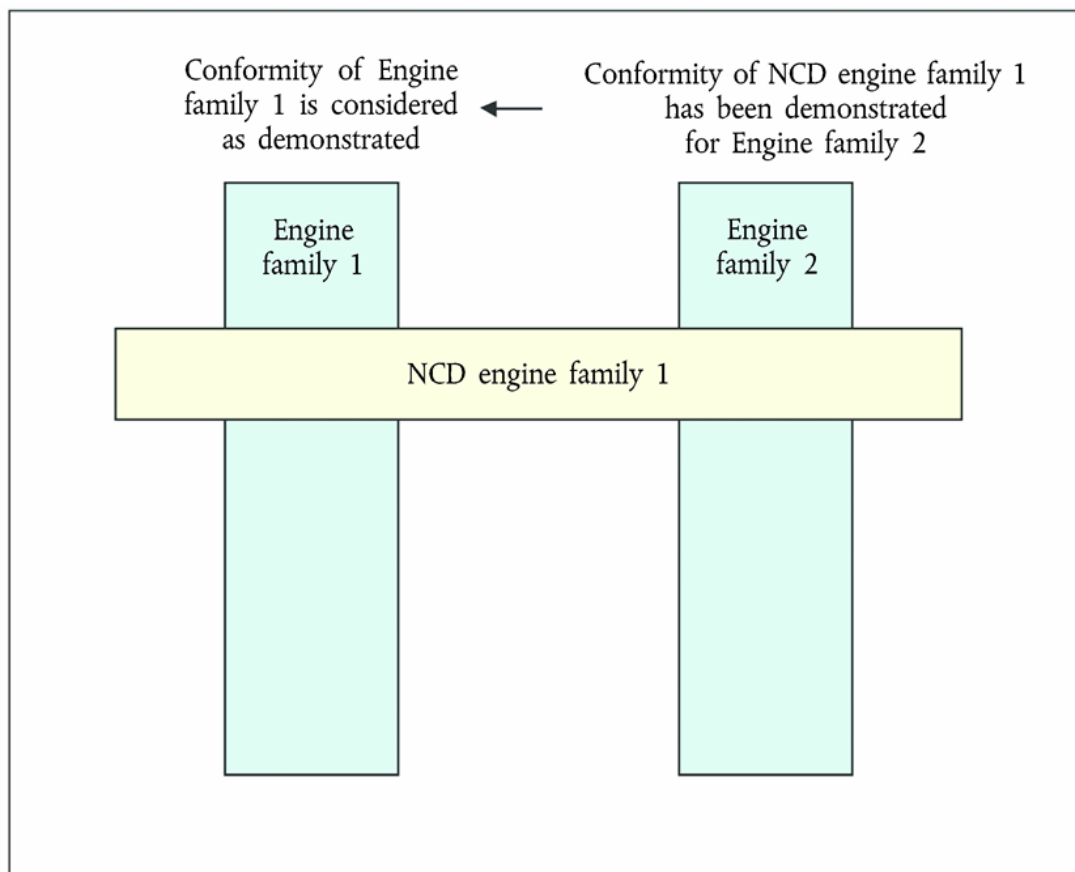 Conformity of Engine
family 1 is considered
as demonstrated
Conformity of NCD engine family 1
has been demonstrated
for Engine family 2
Engine
family 1
Engine
family 2
NCD engine family 1